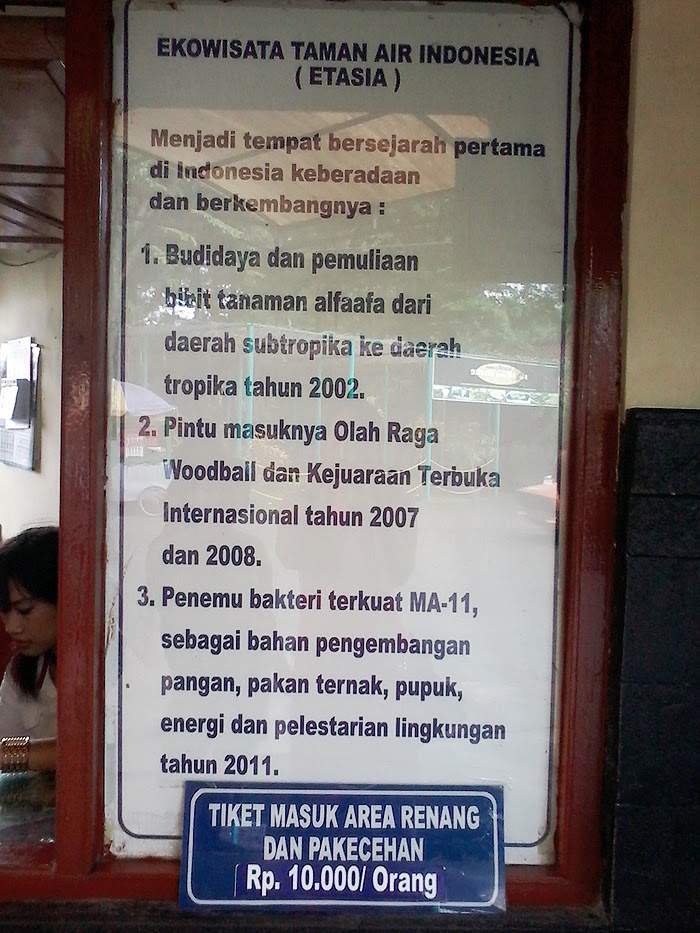 EKOWISATA TAMAN AIR INDONESIA
( ETASIA )
Menjadi tempat bersejarah pertama
di Indonesia keberadaan
dan berkembangnya :
1. Budidaya dan pemuliaan
bibit tanaman alfaafa dari
daerah subtropika ke daerah
tropika tahun 2002.
2. Pintu masuknya Olah Raga
Woodball dan Kejuaraan Terbuka
Internasional tahun 2007
dan 2008.
3. Penemu bakteri terkuat MA-11,
sebagai bahan pengembangan
pangan, pakan ternak, pupuk,
energi dan pelestarian lingkungan
tahun 2011.
TIKET MASUK AREA RENANG
DAN PAKECEHAN
Rp. 10.000/ Orang